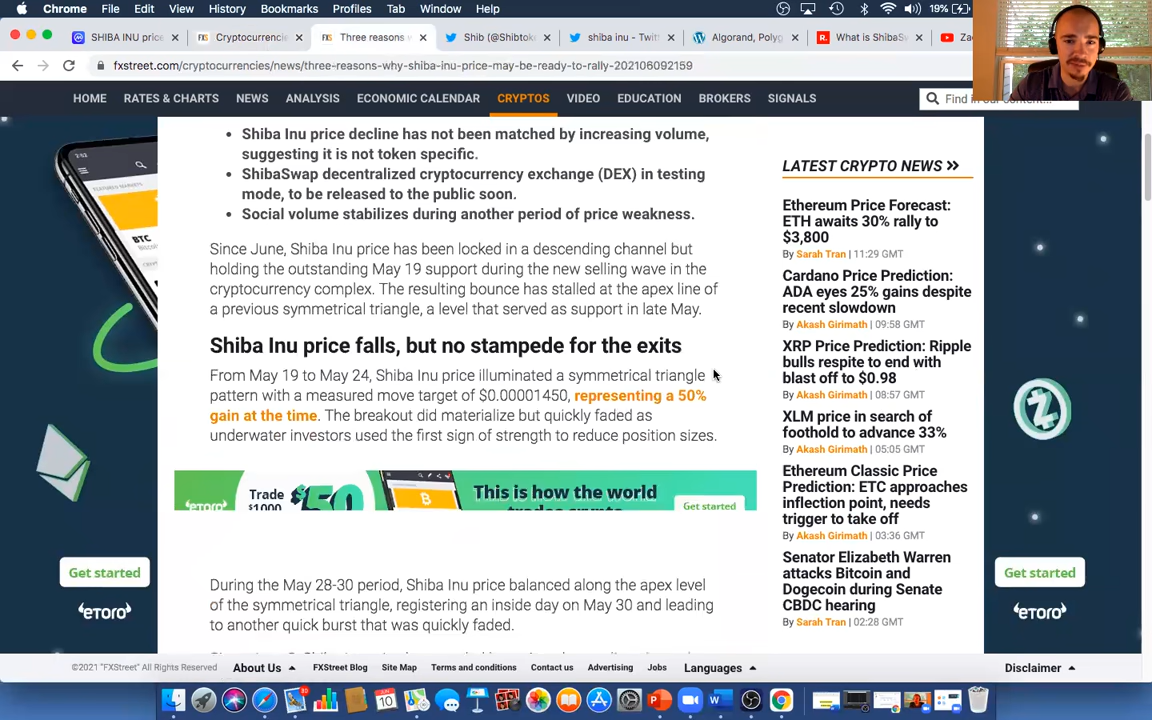 Chrome File Edit View History Bookmarks Profiles Tab Window Help 19%
SHIBA INU price Cryptocurrencie Three reasons w Shib (@Shibtok shiba inu - Twitt Algorand, Polyg What is ShibaSw Zac
fxstreet.com/cryptocurrencies/news/three-reasons-why-shiba-inu-price-may-be-ready-to-rally-202106092159
HOME RATES & CHARTS NEWS ANALYSIS ECONOMIC CALENDAR CRYPTOS VIDEO EDUCATION BROKERS SIGNALS Find in our content...
• Shiba Inu price decline has not been matched by increasing volume,
suggesting it is not token specific.
• ShibaSwap decentralized cryptocurrency exchange (DEX) in testing
mode, to be released to the public soon.
• Social volume stabilizes during another period of price weakness.
Since June, Shiba Inu price has been locked in a descending channel but
holding the outstanding May 19 support during the new selling wave in the
cryptocurrency complex. The resulting bounce has stalled at the apex line of
a previous symmetrical triangle, a level that served as support in late May.
Shiba Inu price falls, but no stampede for the exits
From May 19 to May 24, Shiba Inu price illuminated a symmetrical triangle
pattern with a measured move target of $0.00001450, representing a 50%
gain at the time. The breakout did materialize but quickly faded as
underwater investors used the first sign of strength to reduce position sizes.
etoro Trade
$1000
$50
This is how the world
trades crypto
Get started
During the May 28-30 period, Shiba Inu price balanced along the apex level
of the symmetrical triangle, registering an inside day on May 30 and leading
to another quick burst that was quickly faded.
LATEST CRYPTO NEWS >>
Ethereum Price Forecast:
ETH awaits 30% rally to
$3,800
By Sarah Tran | 11:29 GMT
Cardano Price Prediction:
ADA eyes 25% gains despite
recent slowdown
By Akash Girimath | 09:58 GMT
XRP Price Prediction: Ripple
bulls respite to end with
blast off to $0.98
By Akash Girimath | 08:57 GMT
XLM price in search of
foothold to advance 33%
By Akash Girimath | 05:05 GMT
Ethereum Classic Price
Prediction: ETC approaches
inflection point, needs
trigger to take off
By Akash Girimath | 03:36 GMT
Senator Elizabeth Warren
attacks Bitcoin and
Dogecoin during Senate
CBDC hearing
By Sarah Tran | 02:28 GMT
2:02
BTC
Get started
etoro
Get started
etoro
©2021 "FXStreet" All Rights Reserved About Us FXStreet Blog Site Map Terms and conditions Contact us Advertising Jobs Languages Disclaimer
JUN
10